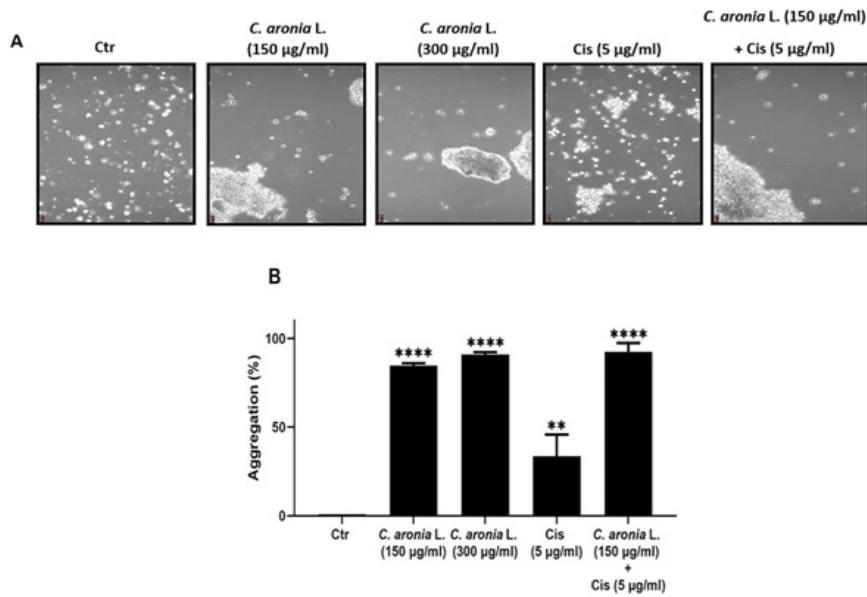 A
Ctr
C. aronia L.
(150 µg/ml)
C. aronia L.
(300 µg/ml)
Cis (5 µg/ml)
C. aronia L. (150 µg/ml)
+ Cis (5 µg/ml)
B
Aggregation (%)
100
50
0
****
****
**
****
Ctr
C. aronia L.
(150 µg/ml)
C. aronia L.
(300 µg/ml)
Cis
(5 µg/ml)
C. aronia L.
(150 µg/ml)
+
Cis (5 µg/ml)